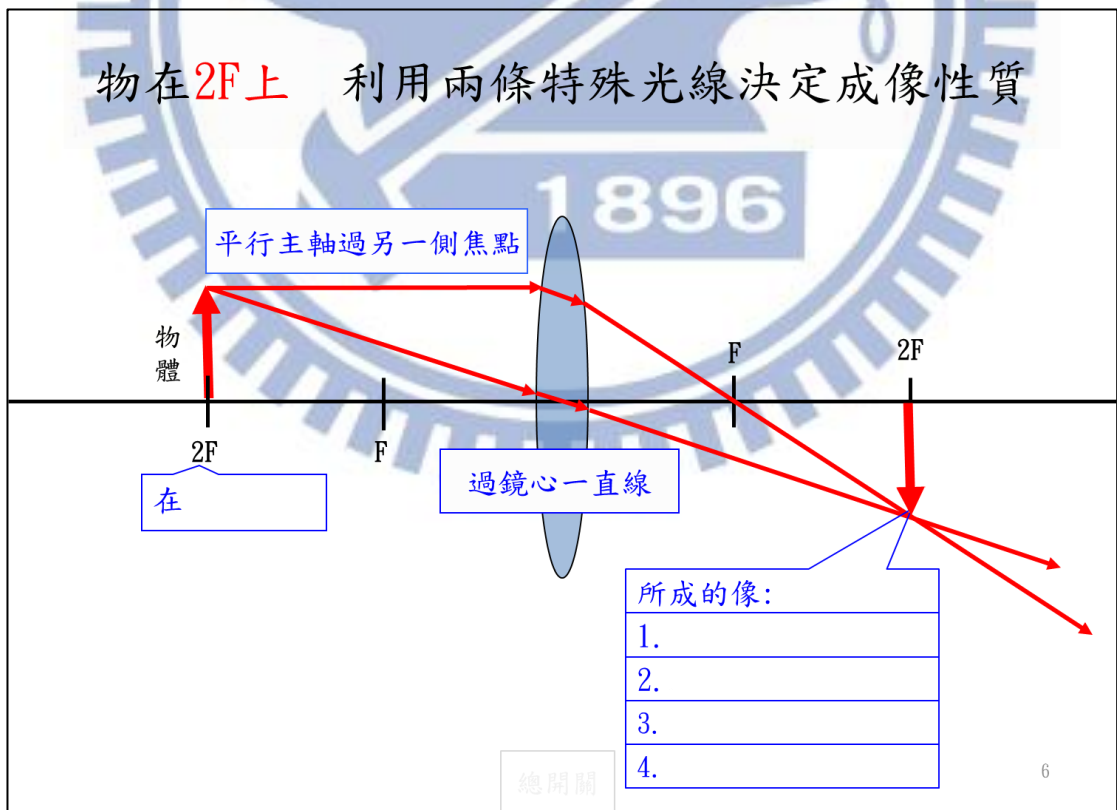 物在2F上 利用兩條特殊光線決定成像性質
1896
平行主軸過另一側焦點
物
體
F
2F
2F
F
在
過鏡心一直線
所成的像:
1.
2.
3.
4.
總開關
6